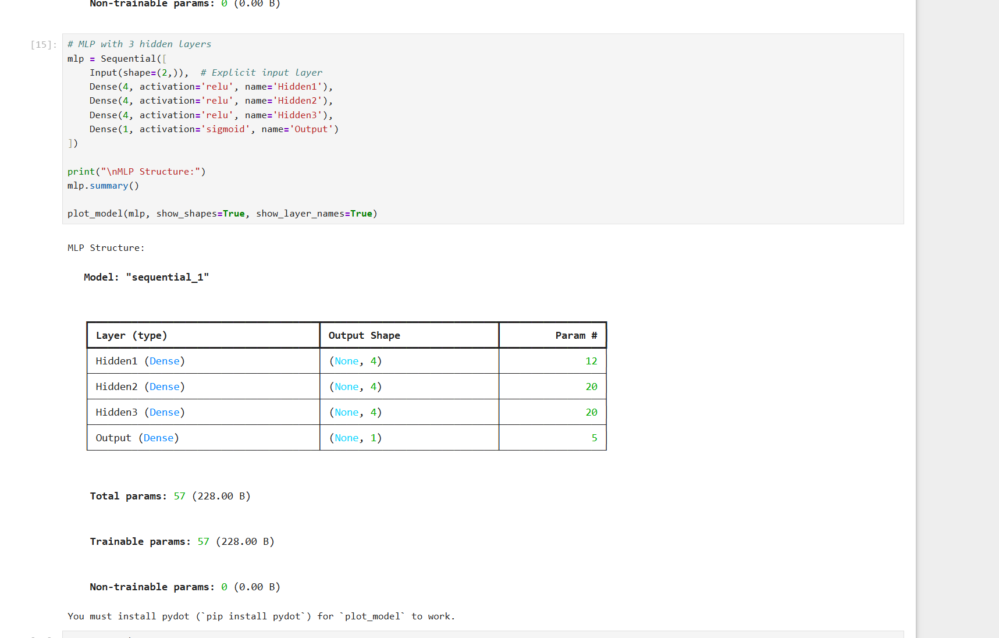 Non-trainable params: 0 (0.00 B)
[15]:
# MLP with 3 hidden layers
mlp = Sequential([
    Input(shape=(2,)),  # Explicit input layer
    Dense(4, activation='relu', name='Hidden1'),
    Dense(4, activation='relu', name='Hidden2'),
    Dense(4, activation='relu', name='Hidden3'),
    Dense(1, activation='sigmoid', name='Output')
])
print("\nMLP Structure:")
mlp.summary()
plot_model(mlp, show_shapes=True, show_layer_names=True)
MLP Structure:
Model: "sequential_1"
Layer (type) Output Shape Param #
Hidden1 (Dense) (None, 4) 12
Hidden2 (Dense) (None, 4) 20
Hidden3 (Dense) (None, 4) 20
Output (Dense) (None, 1) 5
Total params: 57 (228.00 B)
Trainable params: 57 (228.00 B)
Non-trainable params: 0 (0.00 B)
You must install pydot (`pip install pydot`) for `plot_model` to work.